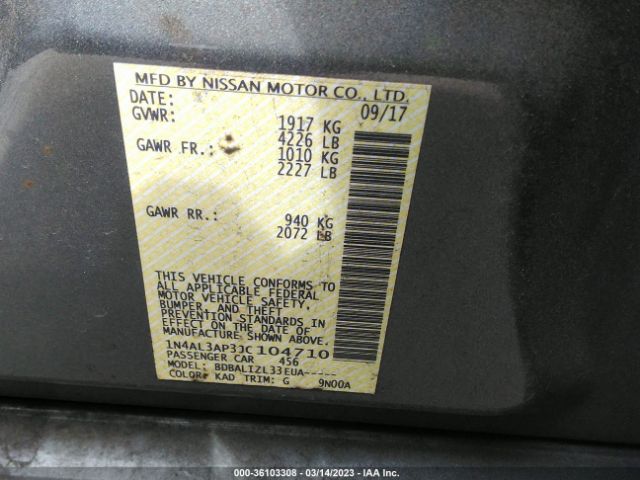 MFD BY NISSAN MOTOR CO., LTD.
DATE: 09/17
GVWR: 1917 KG
4226 LB
GAWR FR.: 1010 KG
2227 LB
GAWR RR.: 940 KG
2072 LB
THIS VEHICLE CONFORMS TO
ALL APPLICABLE FEDERAL
MOTOR VEHICLE SAFETY,
BUMPER, AND THEFT
PREVENTION STANDARDS IN
EFFECT ON THE DATE OF
MANUFACTURE SHOWN ABOVE.
1N4AL3AP3JC104710
PASSENGER CAR 456
MODEL: BDBALIZL33EUA-----
COLOR: KAD TRIM: G 9N00A
000-36103308 - 03/14/2023 - IAA Inc.